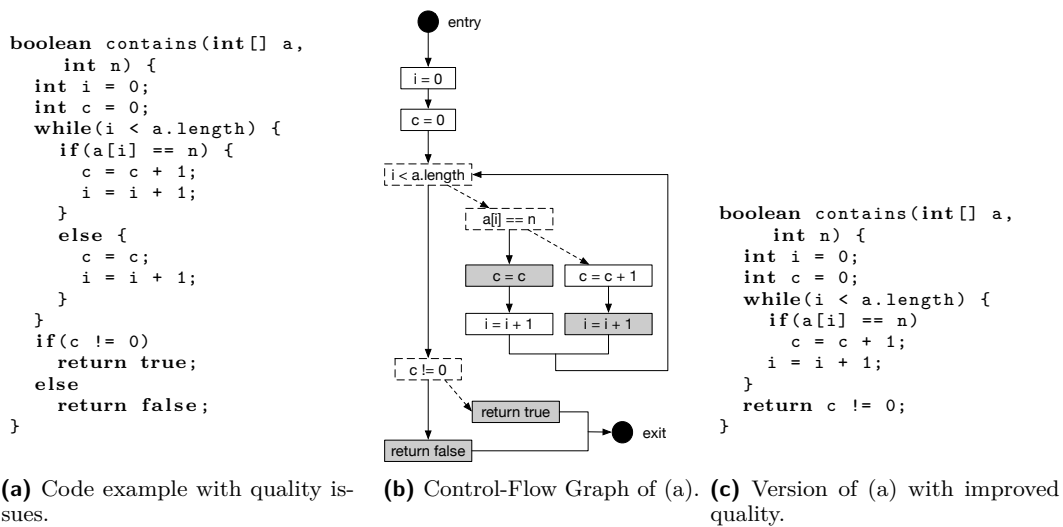 boolean contains(int[] a,
int n) {
int i = 0;
int c = 0;
while(i < a.length) {
if(a[i] == n) {
c = c + 1;
i = i + 1;
}
else {
c = c;
i = i + 1;
}
}
if(c != 0)
return true;
else
return false;
}
(a) Code example with quality is-
sues.
entry
i = 0
c = 0
i < a.length
a[i] == n
c = c
c = c + 1
i = i + 1
i = i + 1
c != 0
return true
exit
return false
(b) Control-Flow Graph of (a).
boolean contains(int[] a,
int n) {
int i = 0;
int c = 0;
while(i < a.length) {
if(a[i] == n)
c = c + 1;
i = i + 1;
}
return c != 0;
}
(c) Version of (a) with improved
quality.